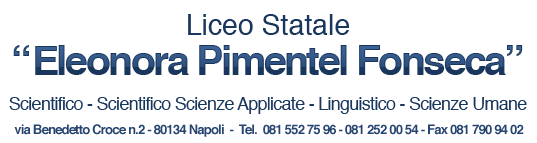 Liceo Statale
“Eleonora Pimentel Fonseca”
Scientifico - Scientifico Scienze Applicate - Linguistico - Scienze Umane
via Benedetto Croce n.2 - 80134 Napoli - Tel. 081 552 75 96 - 081 252 00 54 - Fax 081 790 94 02